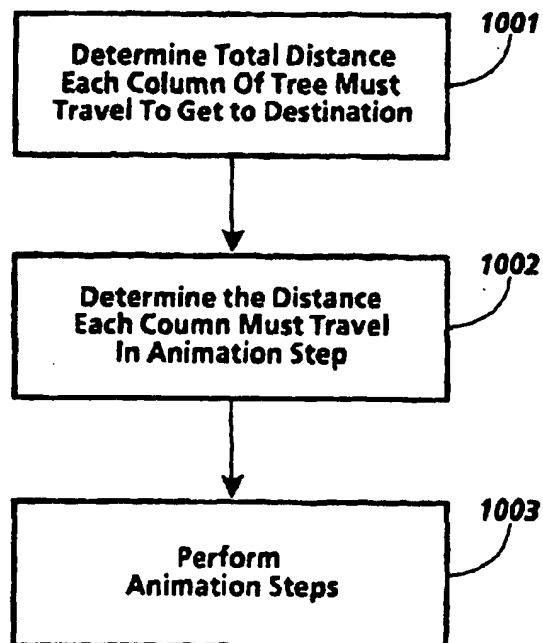 1001
Determine Total Distance
Each Column Of Tree Must
Travel To Get to Destination
1002
Determine the Distance
Each Coumn Must Travel
In Animation Step
1003
Perform
Animation Steps